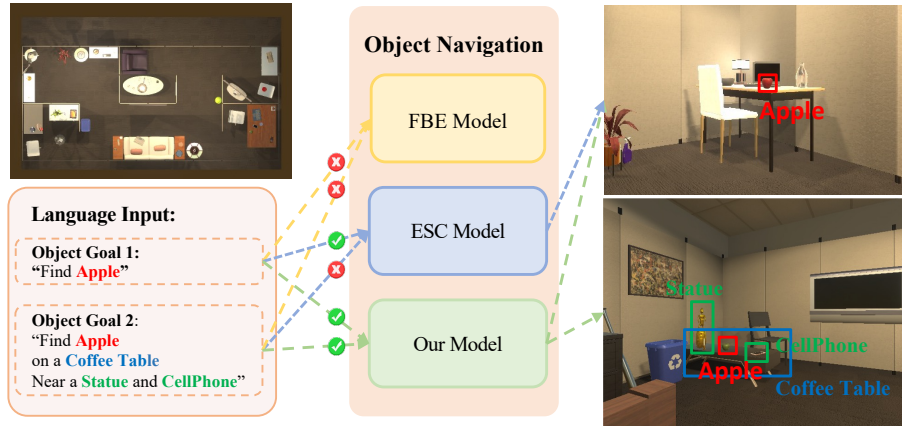 Object Navigation
FBE Model
ESC Model
Our Model
Language Input:
Object Goal 1:
“Find Apple”
Object Goal 2:
“Find Apple
on a Coffee Table
Near a Statue and CellPhone”
Apple
Statue
CellPhone
Apple
Coffee Table